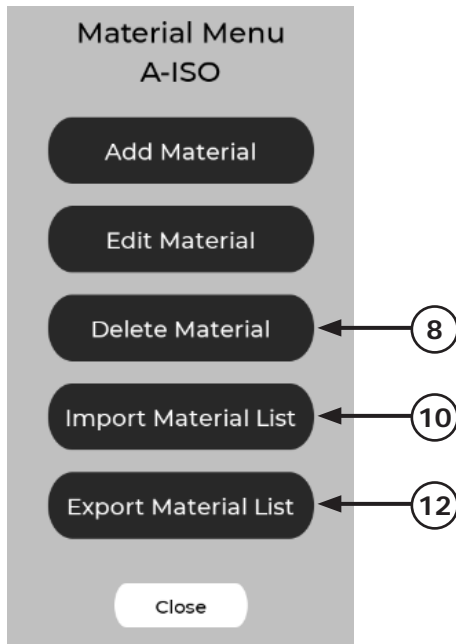 Material Menu
A-ISO
Add Material
Edit Material
Delete Material
8
Import Material List
10
Export Material List
12
Close